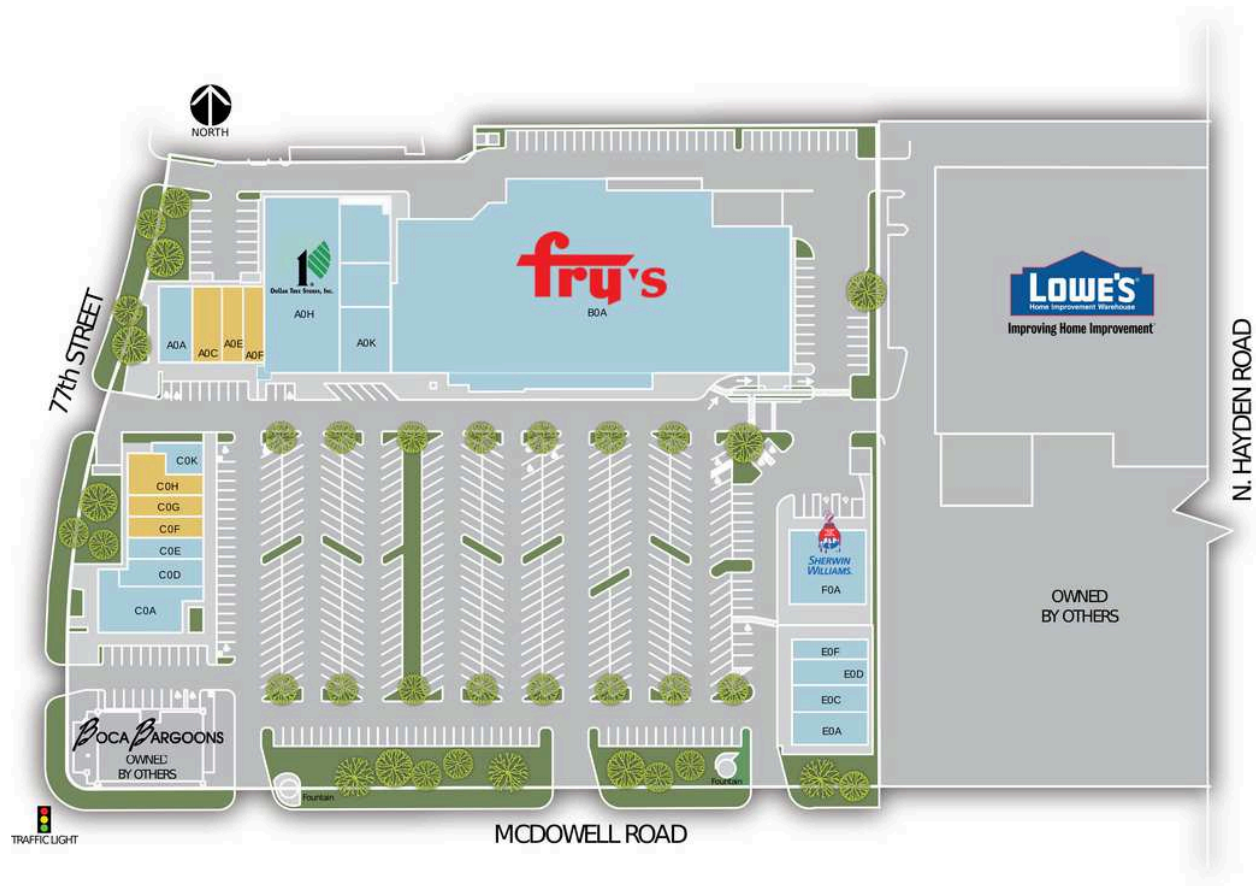 NORTH
1
Dollar Tree Stores, Inc.
A0H
A0K
fry's
B0A
LOWE'S
Home Improvement Warehouse
Improving Home Improvement
A0A
A0C
A0E
A0F
77th STREET
N. HAYDEN ROAD
C0K
C0H
C0G
C0F
C0E
C0D
C0A
SHERWIN
WILLIAMS.
F0A
OWNED
BY OTHERS
E0F
E0D
E0C
E0A
BOCA BARGOONS
OWNED
BY OTHERS
Fountain
Fountain
TRAFFIC LIGHT
MCDOWELL ROAD